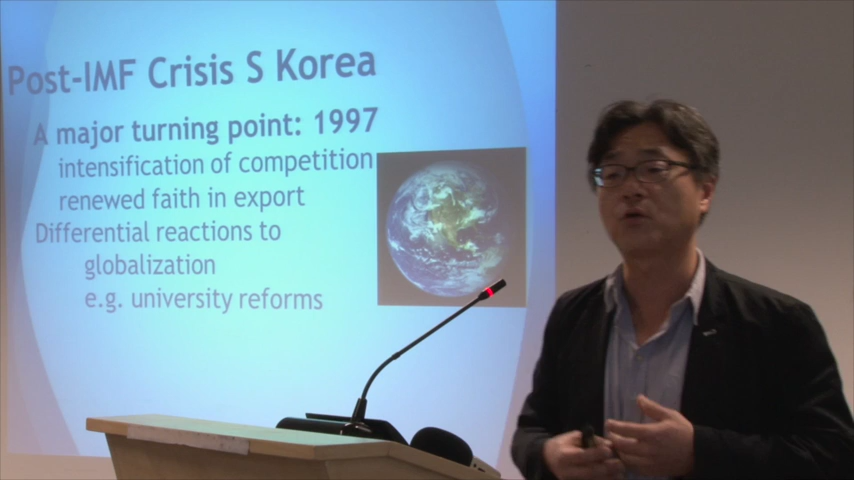 Post-IMF Crisis S Korea
A major turning point: 1997
intensification of competition
renewed faith in export
Differential reactions to
globalization
e.g. university reforms